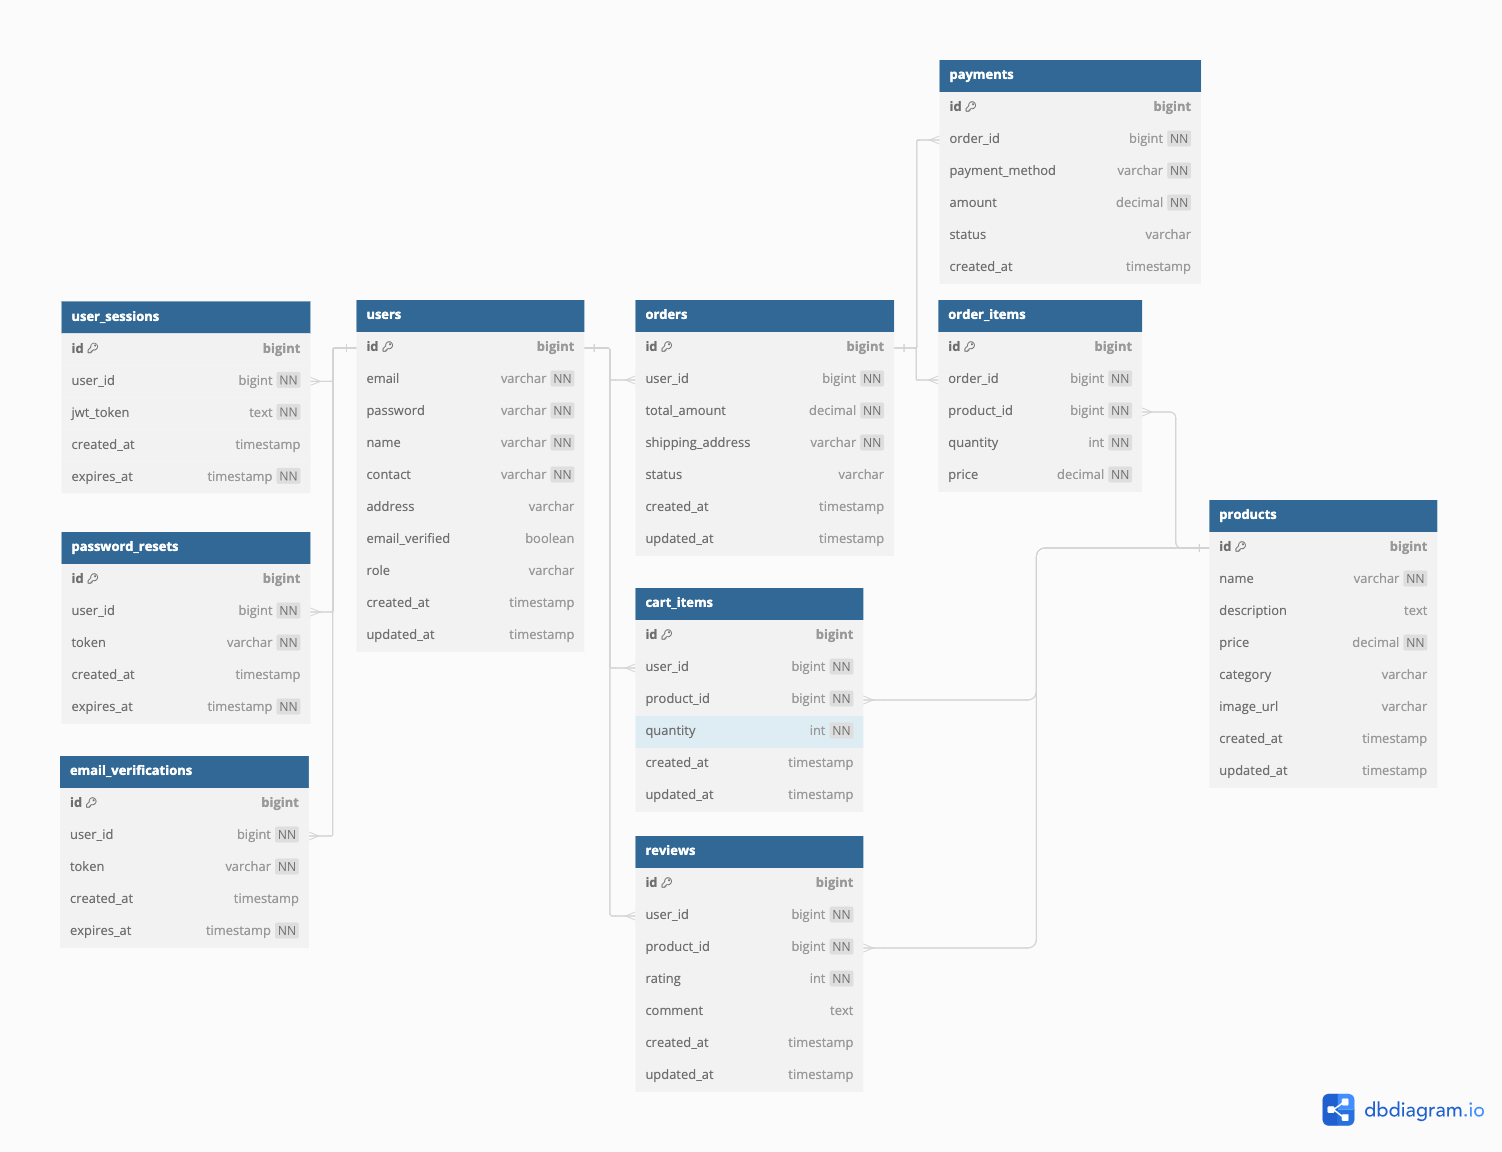 payments
id bigint
order_id bigint NN
payment_method varchar NN
amount decimal NN
status varchar
created_at timestamp
user_sessions
id bigint
user_id bigint NN
jwt_token text NN
created_at timestamp
expires_at timestamp NN
users
id bigint
email varchar NN
password varchar NN
name varchar NN
contact varchar NN
address varchar
email_verified boolean
role varchar
created_at timestamp
updated_at timestamp
orders
id bigint
user_id bigint NN
total_amount decimal NN
shipping_address varchar NN
status varchar
created_at timestamp
updated_at timestamp
order_items
id bigint
order_id bigint NN
product_id bigint NN
quantity int NN
price decimal NN
products
id bigint
name varchar NN
description text
price decimal NN
category varchar
image_url varchar
created_at timestamp
updated_at timestamp
password_resets
id bigint
user_id bigint NN
token varchar NN
created_at timestamp
expires_at timestamp NN
cart_items
id bigint
user_id bigint NN
product_id bigint NN
quantity int NN
created_at timestamp
updated_at timestamp
email_verifications
id bigint
user_id bigint NN
token varchar NN
created_at timestamp
expires_at timestamp NN
reviews
id bigint
user_id bigint NN
product_id bigint NN
rating int NN
comment text
created_at timestamp
updated_at timestamp
dbdiagram.io